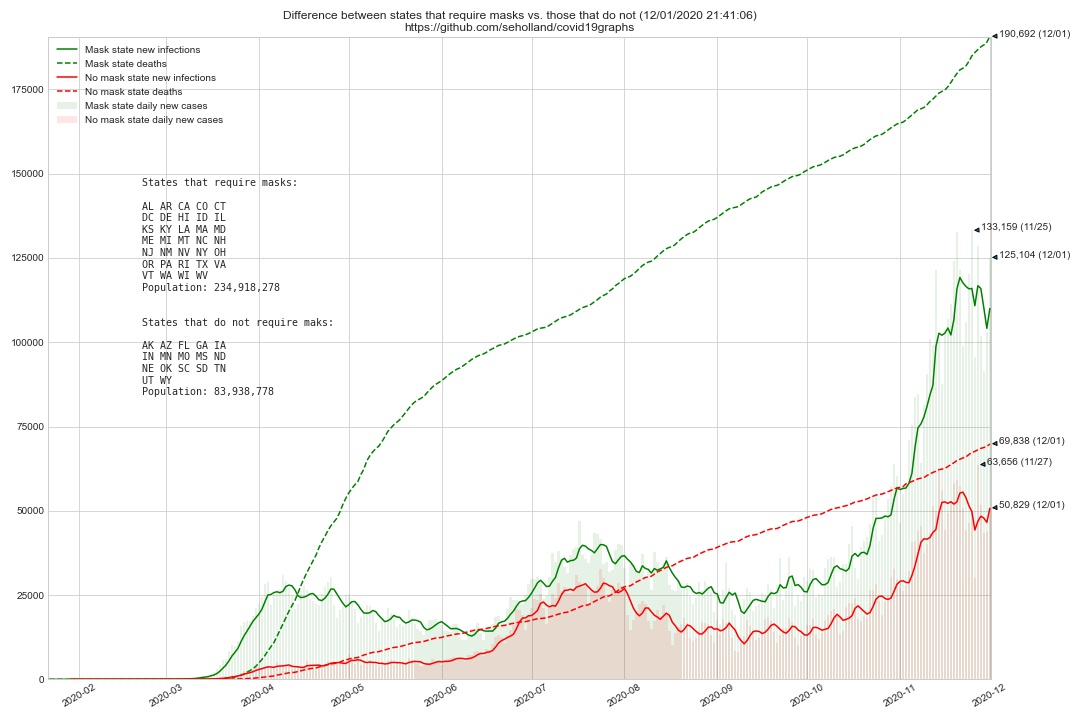 Difference between states that require masks vs. those that do not (12/01/2020 21:41:06)
https://github.com/seholland/covid19graphs
Mask state new infections
Mask state deaths
No mask state new infections
No mask state deaths
Mask state daily new cases
No mask state daily new cases
190,692 (12/01)
175000
150000
125000
100000
75000
50000
25000
0
States that require masks:
AL AR CA CO CT
DC DE HI ID IL
KS KY LA MA MD
ME MI MT NC NH
NJ NM NV NY OH
OR PA RI TX VA
VT WA WI WV
Population: 234,918,278
States that do not require maks:
AK AZ FL GA IA
IN MN MO MS ND
NE OK SC SD TN
UT WY
Population: 83,938,778
133,159 (11/25)
125,104 (12/01)
69,838 (12/01)
63,656 (11/27)
50,829 (12/01)
2020-02
2020-03
2020-04
2020-05
2020-06
2020-07
2020-08
2020-09
2020-10
2020-11
2020-12